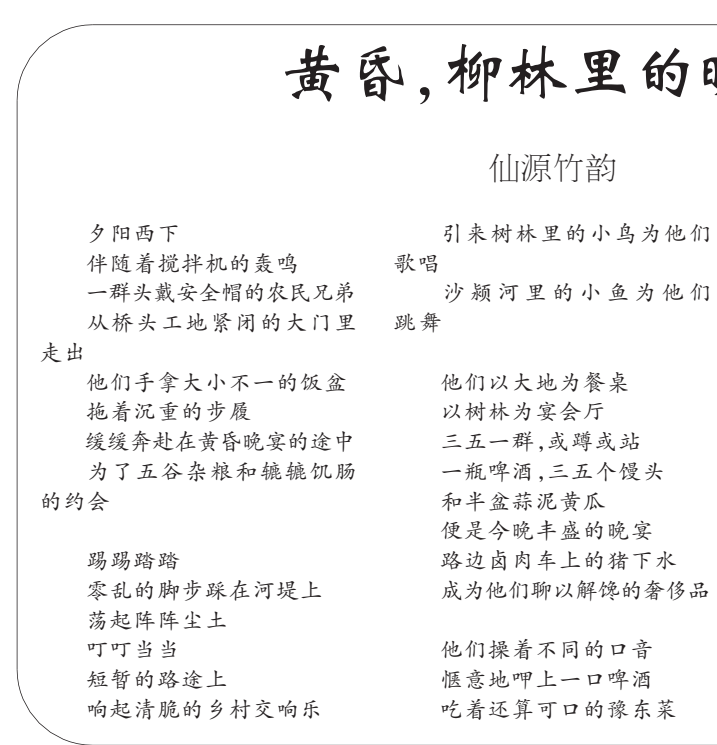 黄昏,柳林里的
仙源竹韵
夕阳西下
伴随着搅拌机的轰鸣
一群头戴安全帽的农民兄弟
从桥头工地紧闭的大门里
走出
他们手拿大小不一的饭盆
拖着沉重的步履
缓缓奔赴在黄昏晚宴的途中
为了五谷杂粮和辘辘饥肠
的约会
踢踢踏踏
零乱的脚步踩在河堤上
荡起阵阵尘土
叮叮当当
短暂的路途上
响起清脆的乡村交响乐
引来树林里的小鸟为他们
歌唱
沙颍河里的小鱼为他们
跳舞
他们以大地为餐桌
以树林为宴会厅
三五一群,或蹲或站
一瓶啤酒,三五个馒头
和半盆蒜泥黄瓜
便是今晚丰盛的晚宴
路边卤肉车上的猪下水
成为他们聊以解馋的奢侈品
他们操着不同的口音
惬意地呷上一口啤酒
吃着还算可口的豫东菜